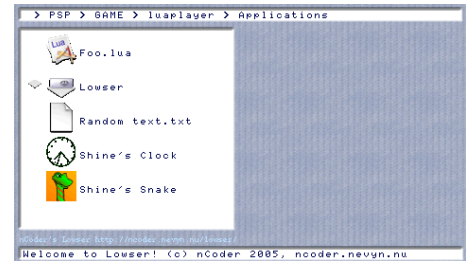 > PSP > GAME > luaplayer > Applications
Lua
Foo.lua
Lowser
Random text.txt
Shine's Clock
Shine's Snake
nCoder's Lowser http://ncoder.nevyn.nu/lowser/
Welcome to Lowser! (c) nCoder 2005, ncoder.nevyn.nu